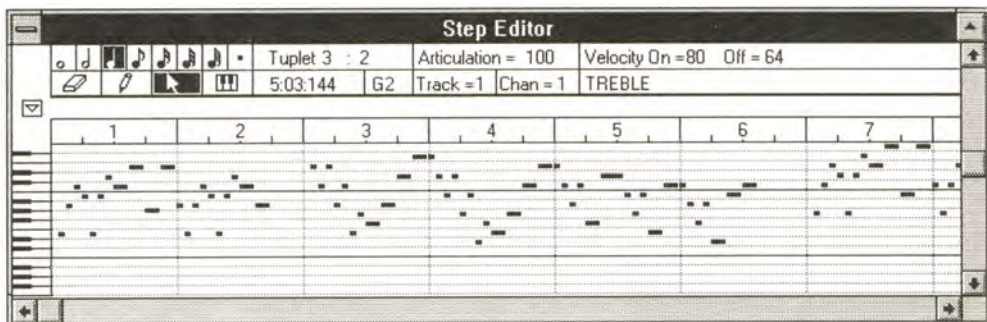 Step Editor
Tuplet 3 : 2 Articulation = 100 Velocity On =80 Off = 64
5:03:144 G2 Track =1 Chan = 1 TREBLE
1 2 3 4 5 6 7